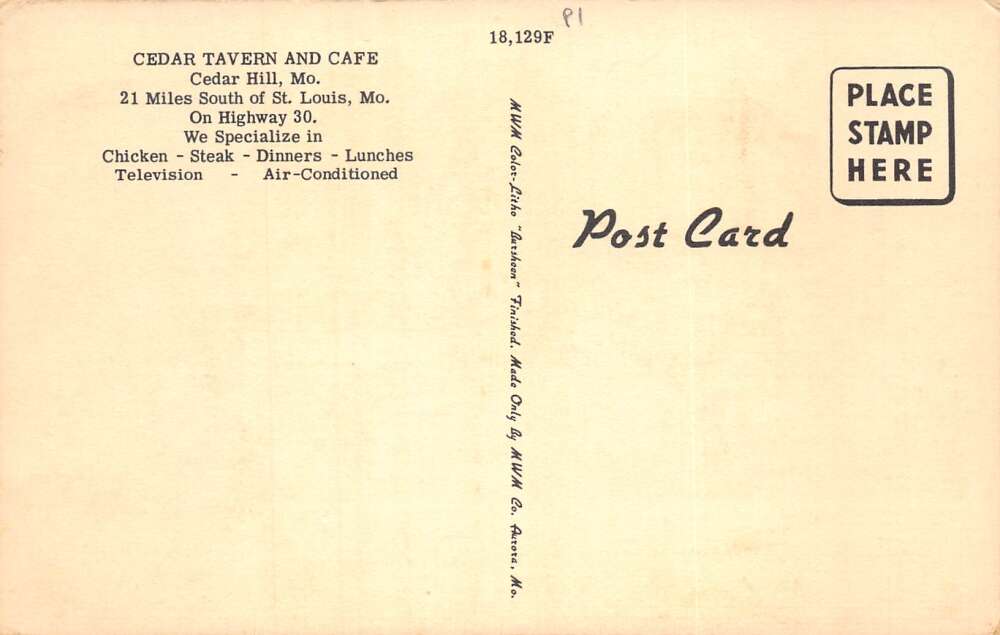 P1
18,129F
CEDAR TAVERN AND CAFE
Cedar Hill, Mo.
21 Miles South of St. Louis, Mo.
On Highway 30.
We Specialize in
Chicken - Steak - Dinners - Lunches
Television - Air-Conditioned
MWM Color-Litho "Laxsheen" Finished. Made Only By MWM Co. Aurora, Mo.
PLACE
STAMP
HERE
Post Card